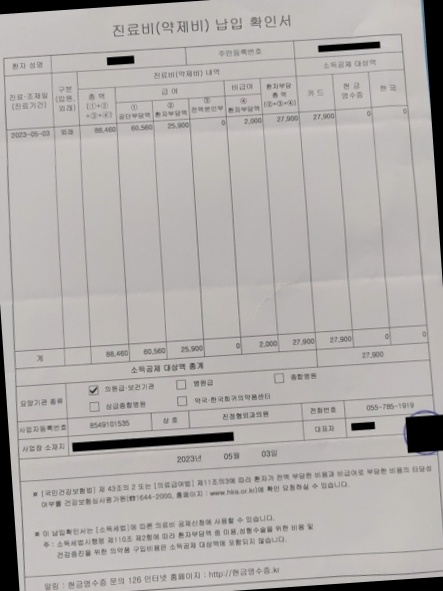 진료비(약제비) 납입 확인서
환자 성명 주민등록번호
진료비(약제비) 내역 소득공제 대상액
진료·조제일 (진료기간) 구분 (입원, 외래) 총 액 (①+② +③+④) 급 여 비급여 환자부담 총 액 (②+③+④) 카 드 현 금 영수증 현 금
① 공단부담액 ② 환자부담액 ③ 전액본인부 ④ 환자부담액
2023-05-03 외래 88,460 60,560 25,900 0 2,000 27,900 27,900 0 0
계 88,460 60,560 25,900 0 2,000 27,900 27,900 0 0
소득공제 대상액 총계 27,900
요양기관 종류 의원급·보건기관 병원급 종합병원
상급종합병원 약국·한국희귀의약품센터
사업자등록번호 8549101535 상 호 진정형외과의원 전화번호 055-785-1919
사업장 소재지 대표자
2023년 05월 03일
* [국민건강보험법] 제 43조의 2 또는 [의료급여법] 제11조의3에 따라 환자가 전액 부담한 비용과 비급여로 부담한 비용의 타당성
여부를 건강보험심사평가원(☎1644-2000, 홈페이지 : www.hira.or.kr)에 확인 요청하실 수 있습니다.
* 이 납입확인서는 [소득세법]에 따른 의료비 공제신청에 사용할 수 있습니다.
주 : 소득세법시행령 제110조 제2항에 따라 환자부담액 중 미용,성형수술을 위한 비용 및
건강증진을 위한 의약품 구입비용은 소득공제 대상액에 포함되지 않습니다.
알림 : 현금영수증 문의 126 인터넷 홈페이지 : http://현금영수증.kr